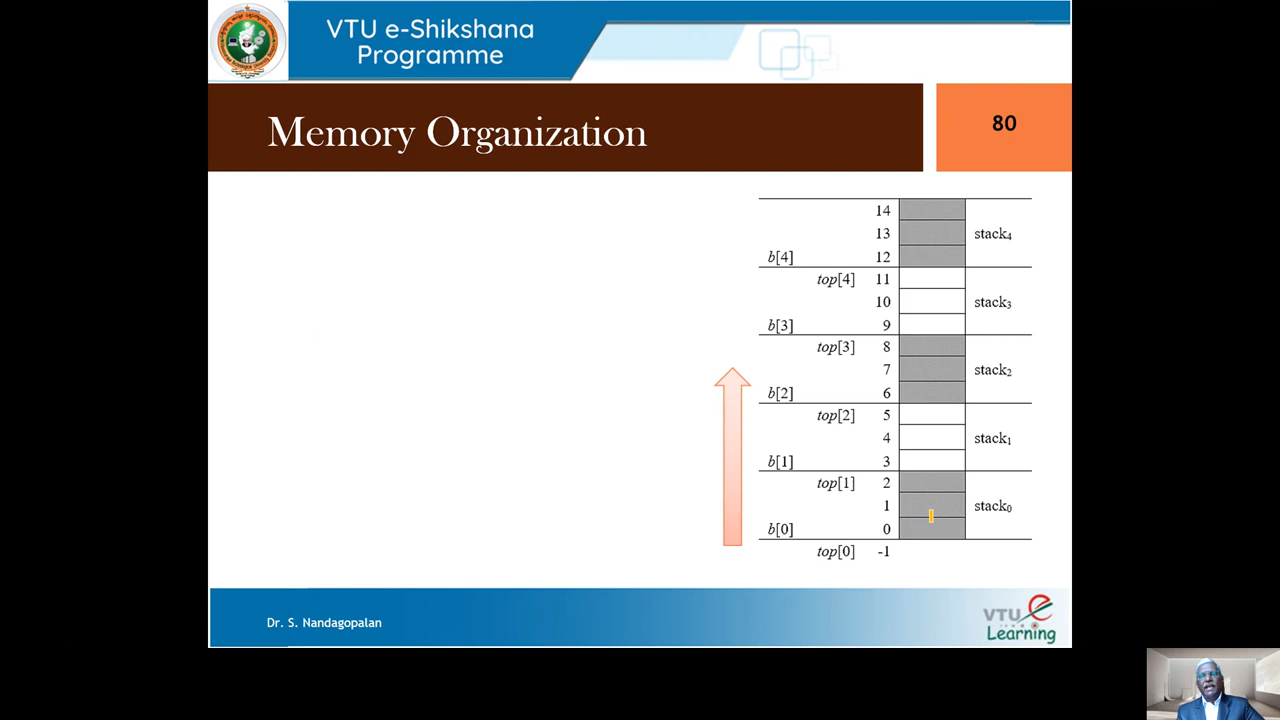 VTU e-Shikshana
Programme
Memory Organization
80
14
13
stack₄
b[4] 12
top[4] 11
10
stack₃
b[3] 9
top[3] 8
7
stack₂
b[2] 6
top[2] 5
4
stack₁
b[1] 3
top[1] 2
1
stack₀
b[0] 0
top[0] -1
Dr. S. Nandagopalan
VTU e
Learning